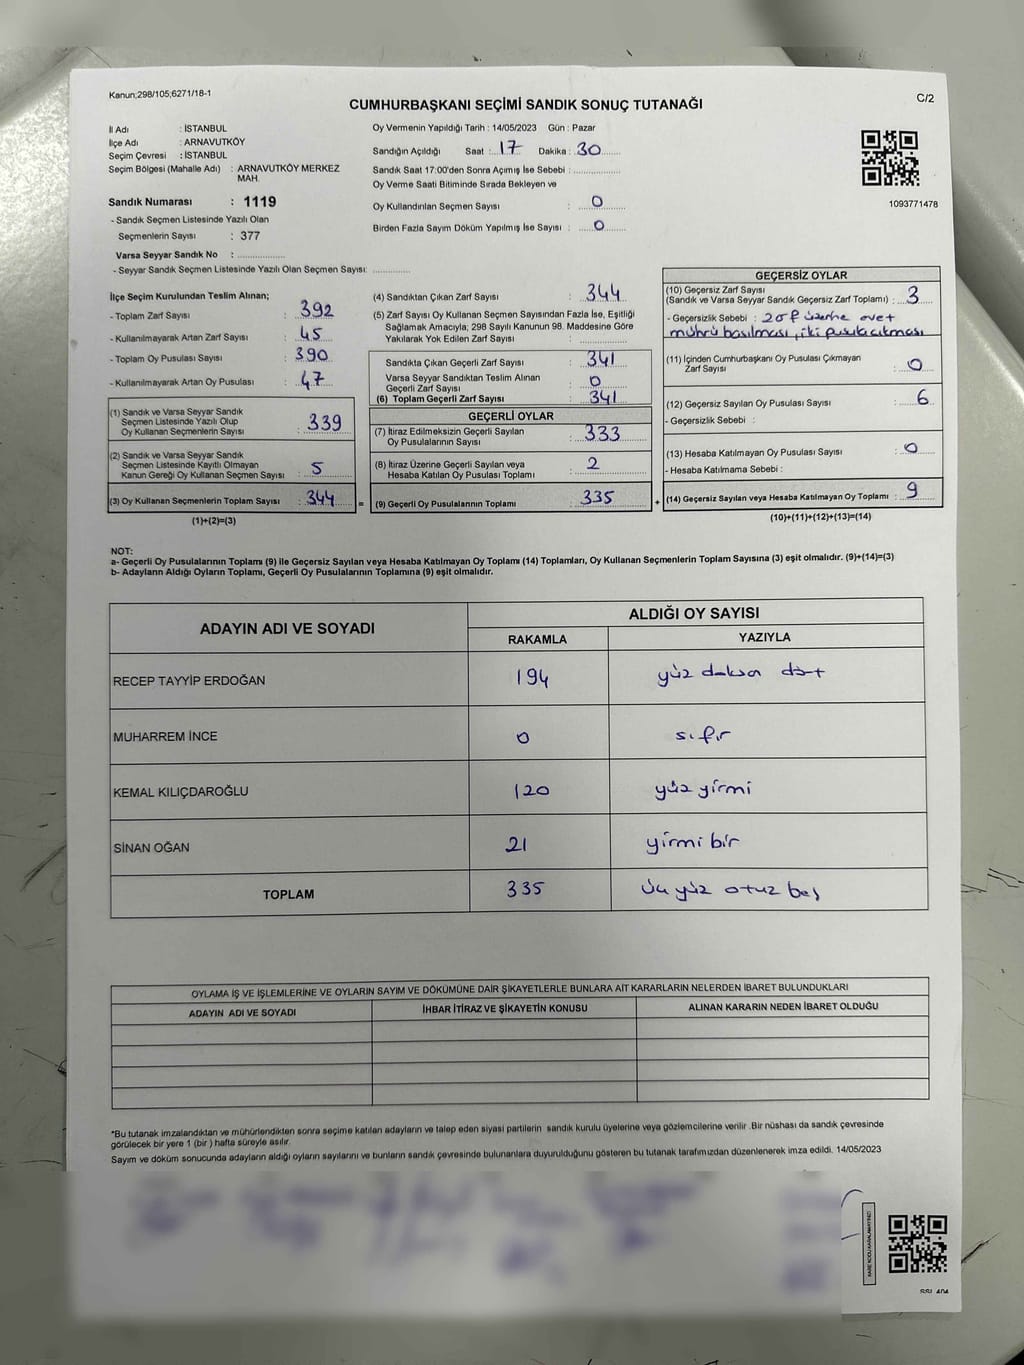 Kanun;298/105;6271/18-1
CUMHURBAŞKANI SEÇİMİ SANDIK SONUÇ TUTANAĞI
C/2
İl Adı : İSTANBUL
İlçe Adı : ARNAVUTKÖY
Seçim Çevresi : İSTANBUL
Seçim Bölgesi (Mahalle Adı) : ARNAVUTKÖY MERKEZ
MAH.
Sandık Numarası : 1119
- Sandık Seçmen Listesinde Yazılı Olan
Seçmenlerin Sayısı : 377
Varsa Seyyar Sandık No :
- Seyyar Sandık Seçmen Listesinde Yazılı Olan Seçmen Sayısı:
Oy Vermenin Yapıldığı Tarih : 14/05/2023 Gün : Pazar
Sandığın Açıldığı Saat : 17 Dakika : 30
Sandık Saat 17:00'den Sonra Açımış İse Sebebi :
Oy Verme Saati Bitiminde Sırada Bekleyen ve
Oy Kullandırılan Seçmen Sayısı : 0
Birden Fazla Sayım Döküm Yapılmış İse Sayısı : 0
1093771478
İlçe Seçim Kurulundan Teslim Alınan;
- Toplam Zarf Sayısı : 392
- Kullanılmayarak Artan Zarf Sayısı : 45
- Toplam Oy Pusulası Sayısı : 390
- Kullanılmayarak Artan Oy Pusulası : 47
(1) Sandık ve Varsa Seyyar Sandık
Seçmen Listesinde Yazılı Olup
Oy Kullanan Seçmenlerin Sayısı : 339
(2) Sandık ve Varsa Seyyar Sandık
Seçmen Listesinde Kayıtlı Olmayan
Kanun Gereği Oy Kullanan Seçmen Sayısı : 5
(3) Oy Kullanan Seçmenlerin Toplam Sayısı : 344 =
(1)+(2)=(3)
(4) Sandıktan Çıkan Zarf Sayısı : 344
(5) Zarf Sayısı Oy Kullanan Seçmen Sayısından Fazla İse, Eşitliği
Sağlamak Amacıyla; 298 Sayılı Kanunun 98. Maddesine Göre
Yakılarak Yok Edilen Zarf Sayısı :
Sandıkta Çıkan Geçerli Zarf Sayısı : 341
Varsa Seyyar Sandıktan Teslim Alınan
Geçerli Zarf Sayısı : 0
(6) Toplam Geçerli Zarf Sayısı : 341
GEÇERLİ OYLAR
(7) İtiraz Edilmeksizin Geçerli Sayılan
Oy Pusulalarının Sayısı : 333
(8) İtiraz Üzerine Geçerli Sayılan veya
Hesaba Katılan Oy Pusulası Toplamı : 2
(9) Geçerli Oy Pusulalarının Toplamı : 335 +
GEÇERSİZ OYLAR
(10) Geçersiz Zarf Sayısı
(Sandık ve Varsa Seyyar Sandık Geçersiz Zarf Toplamı) : 3
- Geçersizlik Sebebi : zarf üzerine evet
mührü basılması, iki pusula çıkması
(11) İçinden Cumhurbaşkanı Oy Pusulası Çıkmayan
Zarf Sayısı : 0
(12) Geçersiz Sayılan Oy Pusulası Sayısı : 6
- Geçersizlik Sebebi :
(13) Hesaba Katılmayan Oy Pusulası Sayısı : 0
- Hesaba Katılmama Sebebi :
(14) Geçersiz Sayılan veya Hesaba Katılmayan Oy Toplamı : 9
(10)+(11)+(12)+(13)=(14)
NOT:
a- Geçerli Oy Pusulalarının Toplamı (9) ile Geçersiz Sayılan veya Hesaba Katılmayan Oy Toplamı (14) Toplamları, Oy Kullanan Seçmenlerin Toplam Sayısına (3) eşit olmalıdır. (9)+(14)=(3)
b- Adayların Aldığı Oyların Toplamı, Geçerli Oy Pusulalarının Toplamına (9) eşit olmalıdır.
ADAYIN ADI VE SOYADI
ALDIĞI OY SAYISI
RAKAMLA YAZIYLA
RECEP TAYYİP ERDOĞAN 194 yüz doksan dört
MUHARREM İNCE 0 sıfır
KEMAL KILIÇDAROĞLU 120 yüz yirmi
SİNAN OĞAN 21 yirmi bir
TOPLAM 335 üç yüz otuz beş
OYLAMA İŞ VE İŞLEMLERİNE VE OYLARIN SAYIM VE DÖKÜMÜNE DAİR ŞİKAYETLERLE BUNLARA AİT KARARLARIN NELERDEN İBARET BULUNDUKLARI
ADAYIN ADI VE SOYADI İHBAR İTİRAZ VE ŞİKAYETİN KONUSU ALINAN KARARIN NEDEN İBARET OLDUĞU
*Bu tutanak imzalandıktan ve mühürlendikten sonra seçime katılan adayların ve talep eden siyasi partilerin sandık kurulu üyelerine veya gözlemcilerine verilir .Bir nüshası da sandık çevresinde
görülecek bir yere 1 (bir ) hafta süreyle asılır.
Sayım ve döküm sonucunda adayların aldığı oyların sayılarını ve bunların sandık çevresinde bulunanlara duyurulduğunu gösteren bu tutanak tarafımızdan düzenlenerek imza edildi. 14/05/2023
KARE KODU KARALAMAYINIZ!